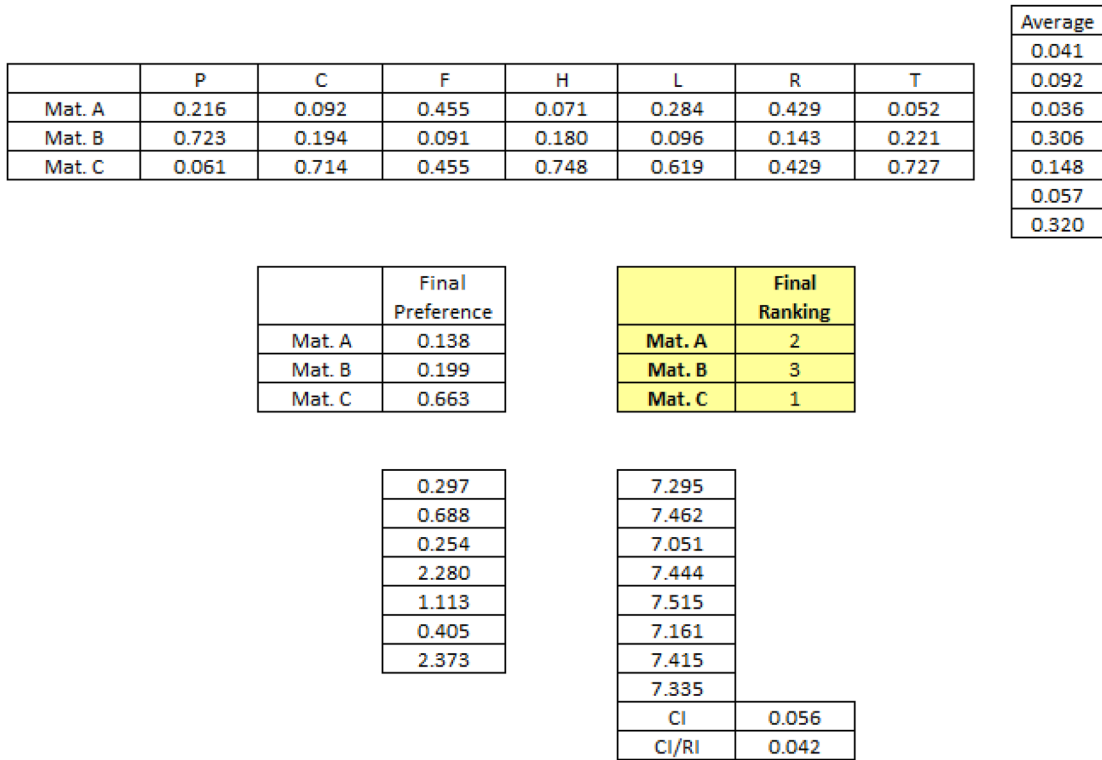 Average
0.041
0.092
0.036
0.306
0.148
0.057
0.320
P C F H L R T
Mat. A 0.216 0.092 0.455 0.071 0.284 0.429 0.052
Mat. B 0.723 0.194 0.091 0.180 0.096 0.143 0.221
Mat. C 0.061 0.714 0.455 0.748 0.619 0.429 0.727
Final
Preference
Mat. A 0.138
Mat. B 0.199
Mat. C 0.663
Final
Ranking
Mat. A 2
Mat. B 3
Mat. C 1
0.297
0.688
0.254
2.280
1.113
0.405
2.373
7.295
7.462
7.051
7.444
7.515
7.161
7.415
7.335
CI 0.056
CI/RI 0.042